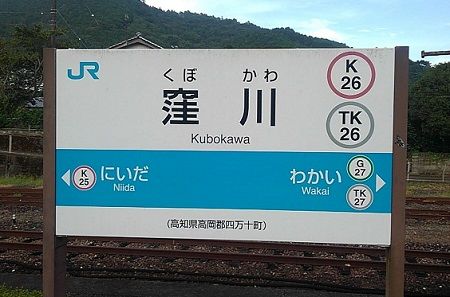 JR
くぼ かわ
窪川
Kubokawa
K
26
TK
26
K
25
にいだ
Niida
わかい
Wakai
G
27
TK
27
(高知県高岡郡四万十町)